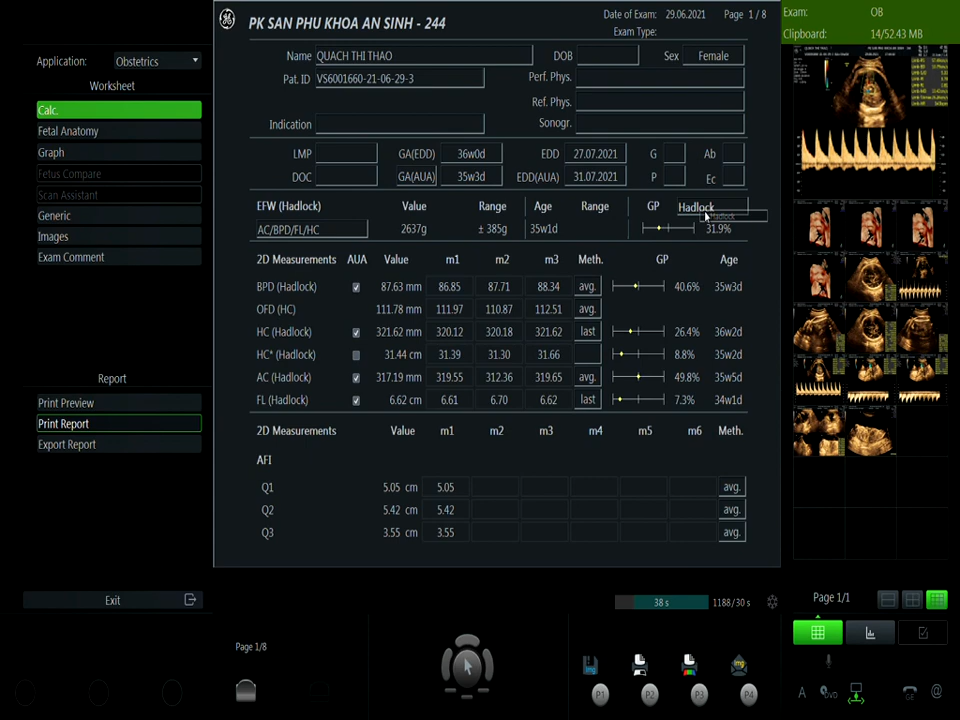 PK SAN PHU KHOA AN SINH - 244
Date of Exam: 29.06.2021 Page 1 / 8
Exam Type:
Exam: OB
Clipboard: 14/52.43 MB
Application: Obstetrics
Worksheet
Calc.
Fetal Anatomy
Graph
Fetus Compare
Scan Assistant
Generic
Images
Exam Comment
Report
Print Preview
Print Report
Export Report
Exit
Name QUACH THI THAO DOB Sex Female
Pat. ID VS6001660-21-06-29-3 Perf. Phys.
Ref. Phys.
Indication Sonogr.
LMP GA(EDD) 36w0d EDD 27.07.2021 G Ab
DOC GA(AUA) 35w3d EDD(AUA) 31.07.2021 P Ec
EFW (Hadlock) Value Range Age Range GP Hadlock
Hadlock
AC/BPD/FL/HC 2637g ± 385g 35w1d 31.9%
2D Measurements AUA Value m1 m2 m3 Meth. GP Age
BPD (Hadlock) 87.63 mm 86.85 87.71 88.34 avg. 40.6% 35w3d
OFD (HC) 111.78 mm 111.97 110.87 112.51 avg.
HC (Hadlock) 321.62 mm 320.12 320.18 321.62 last 26.4% 36w2d
HC* (Hadlock) 31.44 cm 31.39 31.30 31.66 8.8% 35w2d
AC (Hadlock) 317.19 mm 319.55 312.36 319.65 avg. 49.8% 35w5d
FL (Hadlock) 6.62 cm 6.61 6.70 6.62 last 7.3% 34w1d
2D Measurements Value m1 m2 m3 m4 m5 m6 Meth.
AFI
Q1 5.05 cm 5.05 avg.
Q2 5.42 cm 5.42 avg.
Q3 3.55 cm 3.55 avg.
38 s 1188/30 s
Page 1/1
Page 1/8
P1 P2 P3 P4
Img
A DVD @